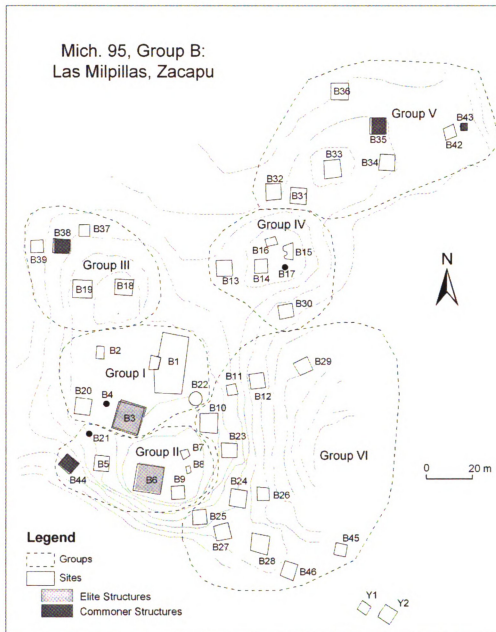 Mich. 95, Group B:
Las Milpillas, Zacapu
B36
Group V
B43
B35
B42
B33
B34
B32
B31
Group IV
B16
B15
B13
B14
B17
B30
B37
B38
B39
Group III
B19
B18
N
B2
B1
Group I
B20
B4
B3
B22
B11
B12
B29
B10
B21
Group II
B7
B8
B23
Group VI
B44
B5
B6
B9
B24
B26
0 20 m
B25
B27
B28
B46
B45
Y1
Y2
Legend
Groups
Sites
Elite Structures
Commoner Structures